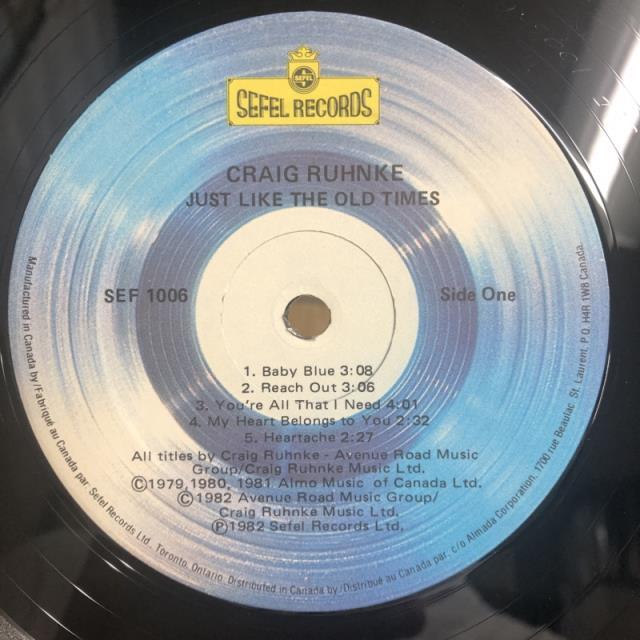 SEFEL
SEFEL RECORDS
CRAIG RUHNKE
JUST LIKE THE OLD TIMES
SEF 1006
Side One
1. Baby Blue 3:08
2. Reach Out 3:06
3. You're All That I Need 4:01
4. My Heart Belongs to You 2:32
5. Heartache 2:27
All titles by Craig Ruhnke - Avenue Road Music
Group/Craig Ruhnke Music Ltd.
©1979, 1980, 1981 Almo Music of Canada Ltd.
©1982 Avenue Road Music Group/
Craig Ruhnke Music Ltd.
℗1982 Sefel Records Ltd.
Manufactured in Canada by/Fabriqué au Canada par: Sefel Records Ltd. Toronto, Ontario. Distributed in Canada by/Distribué au Canada par: c/o Almada Corporation, 1700 rue Beaulac, St. Laurent, P.Q. H4R 1W8 Canada.